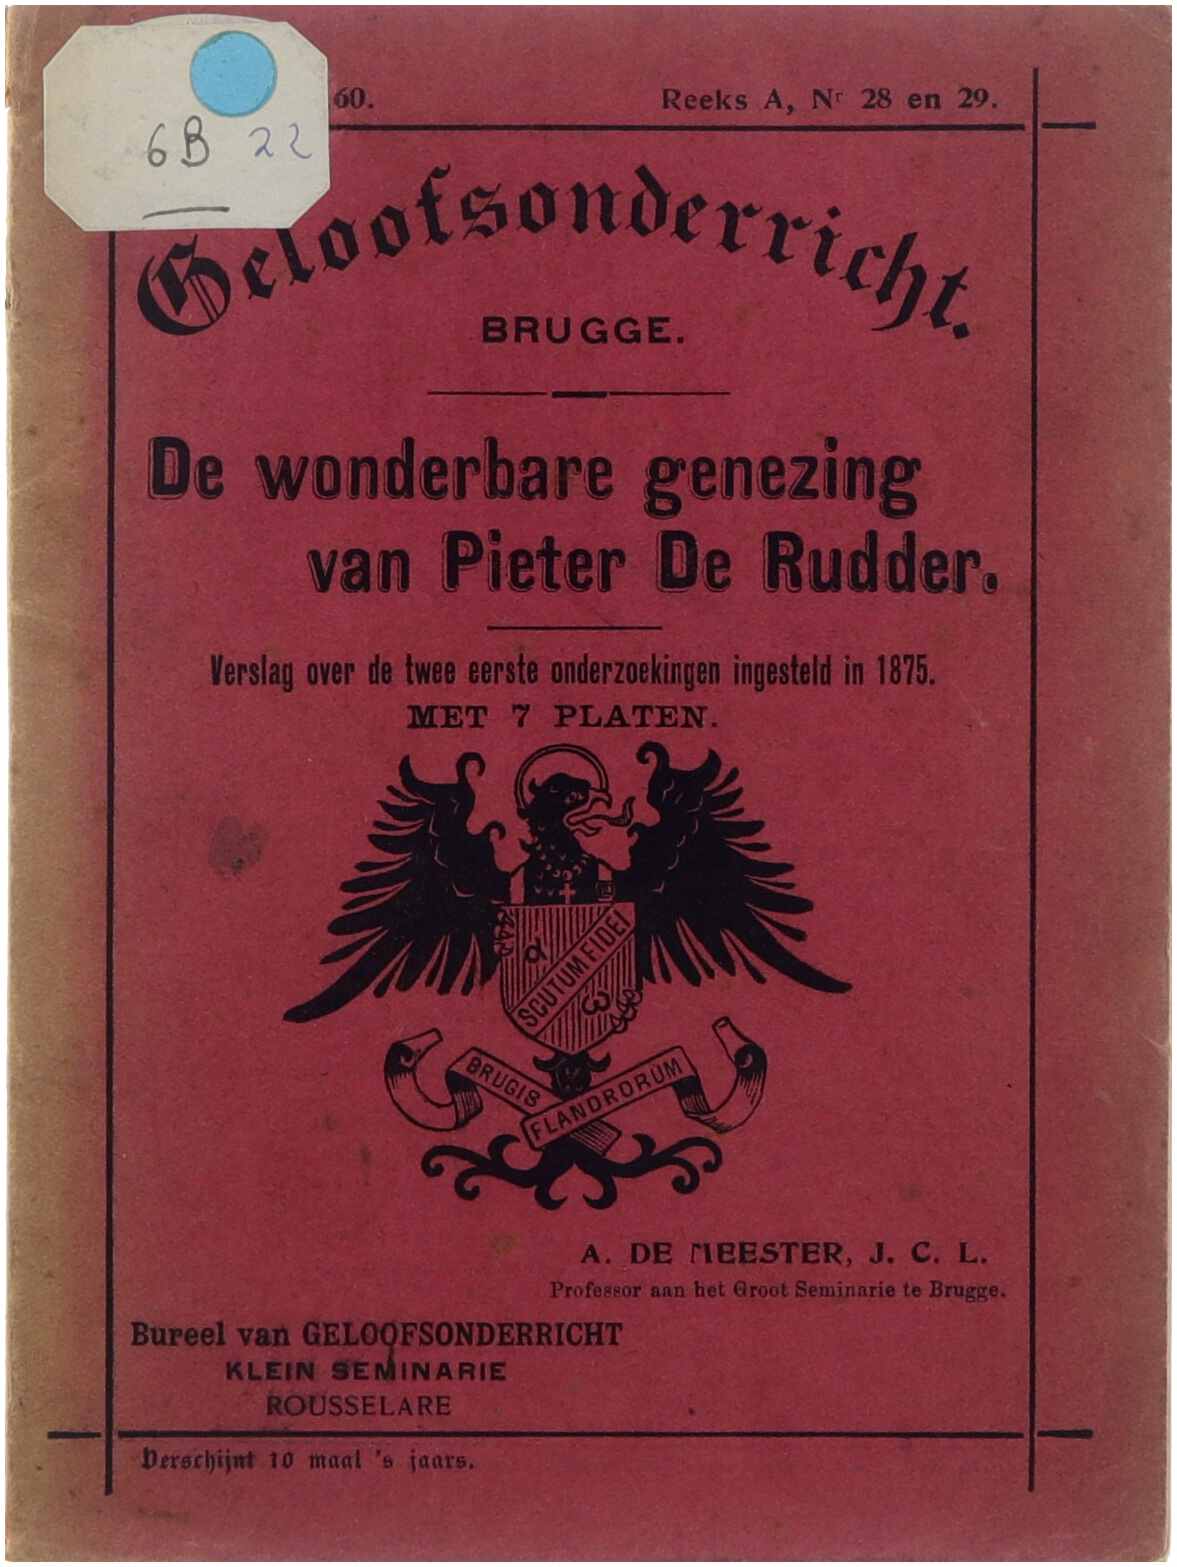 60.
Reeks A, Nr 28 en 29.
6B 22
Geloofsonderricht.
BRUGGE.
De wonderbare genezing
van Pieter De Rudder.
Verslag over de twee eerste onderzoekingen ingesteld in 1875.
MET 7 PLATEN.
α
SCUTUM FIDEI
ω
BRUGIS
FLANDRORŪM
A. DE MEESTER, J. C. L.
Professor aan het Groot Seminarie te Brugge.
Bureel van GELOOFSONDERRICHT
KLEIN SEMINARIE
ROUSSELARE
Verschijnt 10 maal 's jaars.